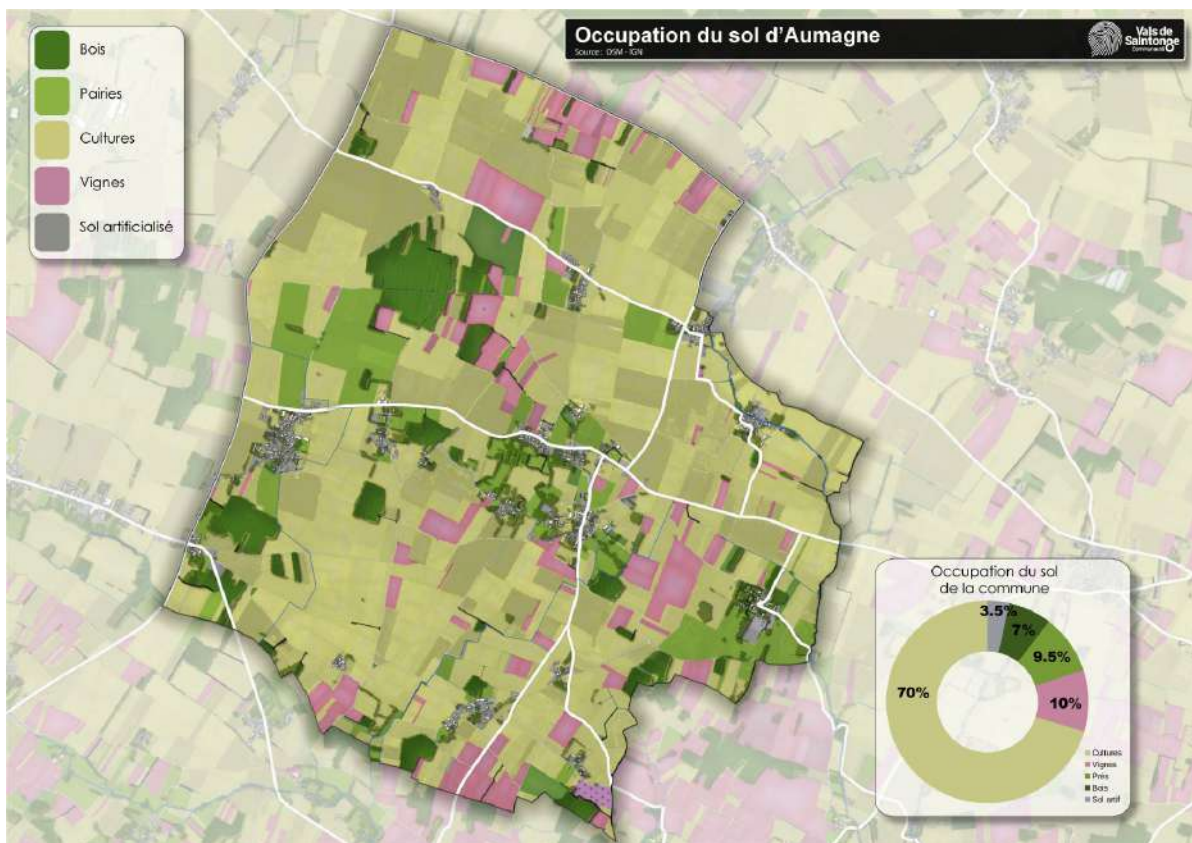 Bois
Pairies
Cultures
Vignes
Sol artificialisé
Occupation du sol d'Aumagne
Source : OSM - IGN
Vals de
Saintonge
Communauté
Occupation du sol
de la commune
3.5%
7%
9.5%
10%
70%
Cultures
Vignes
Prés
Bois
Sol artif